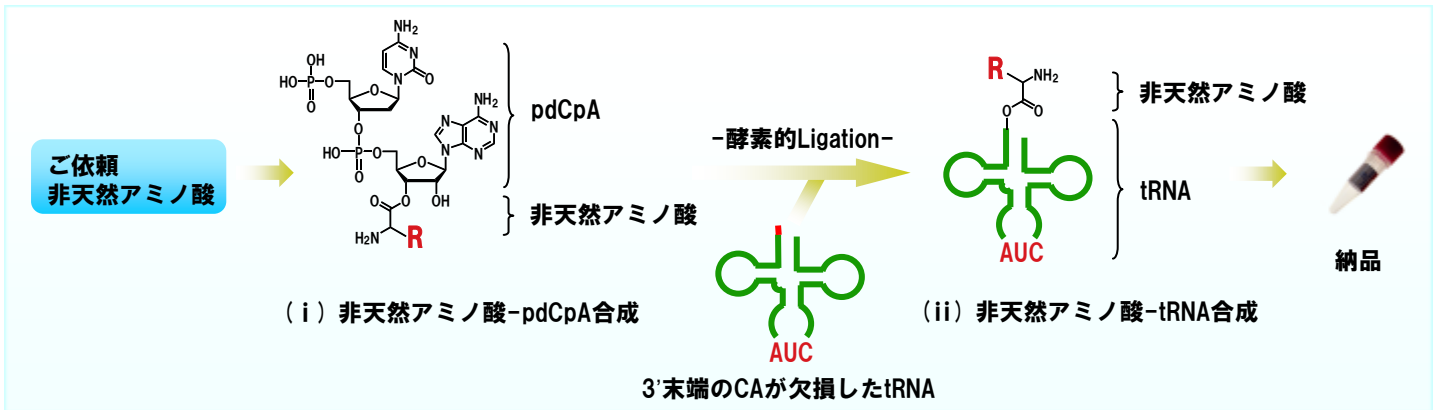 ご依頼
非天然アミノ酸
NH₂
N
N
O
OH
HO-P-O
O
O
O
NH₂
N
N
N
N
HO-P-O
O
O
O
OH
O
H₂N
R
pdCpA
非天然アミノ酸
(ⅰ)非天然アミノ酸-pdCpA合成
-酵素的Ligation-
AUC
3'末端のCAが欠損したtRNA
R
NH₂
O
O
AUC
非天然アミノ酸
tRNA
(ii)非天然アミノ酸-tRNA合成
納品